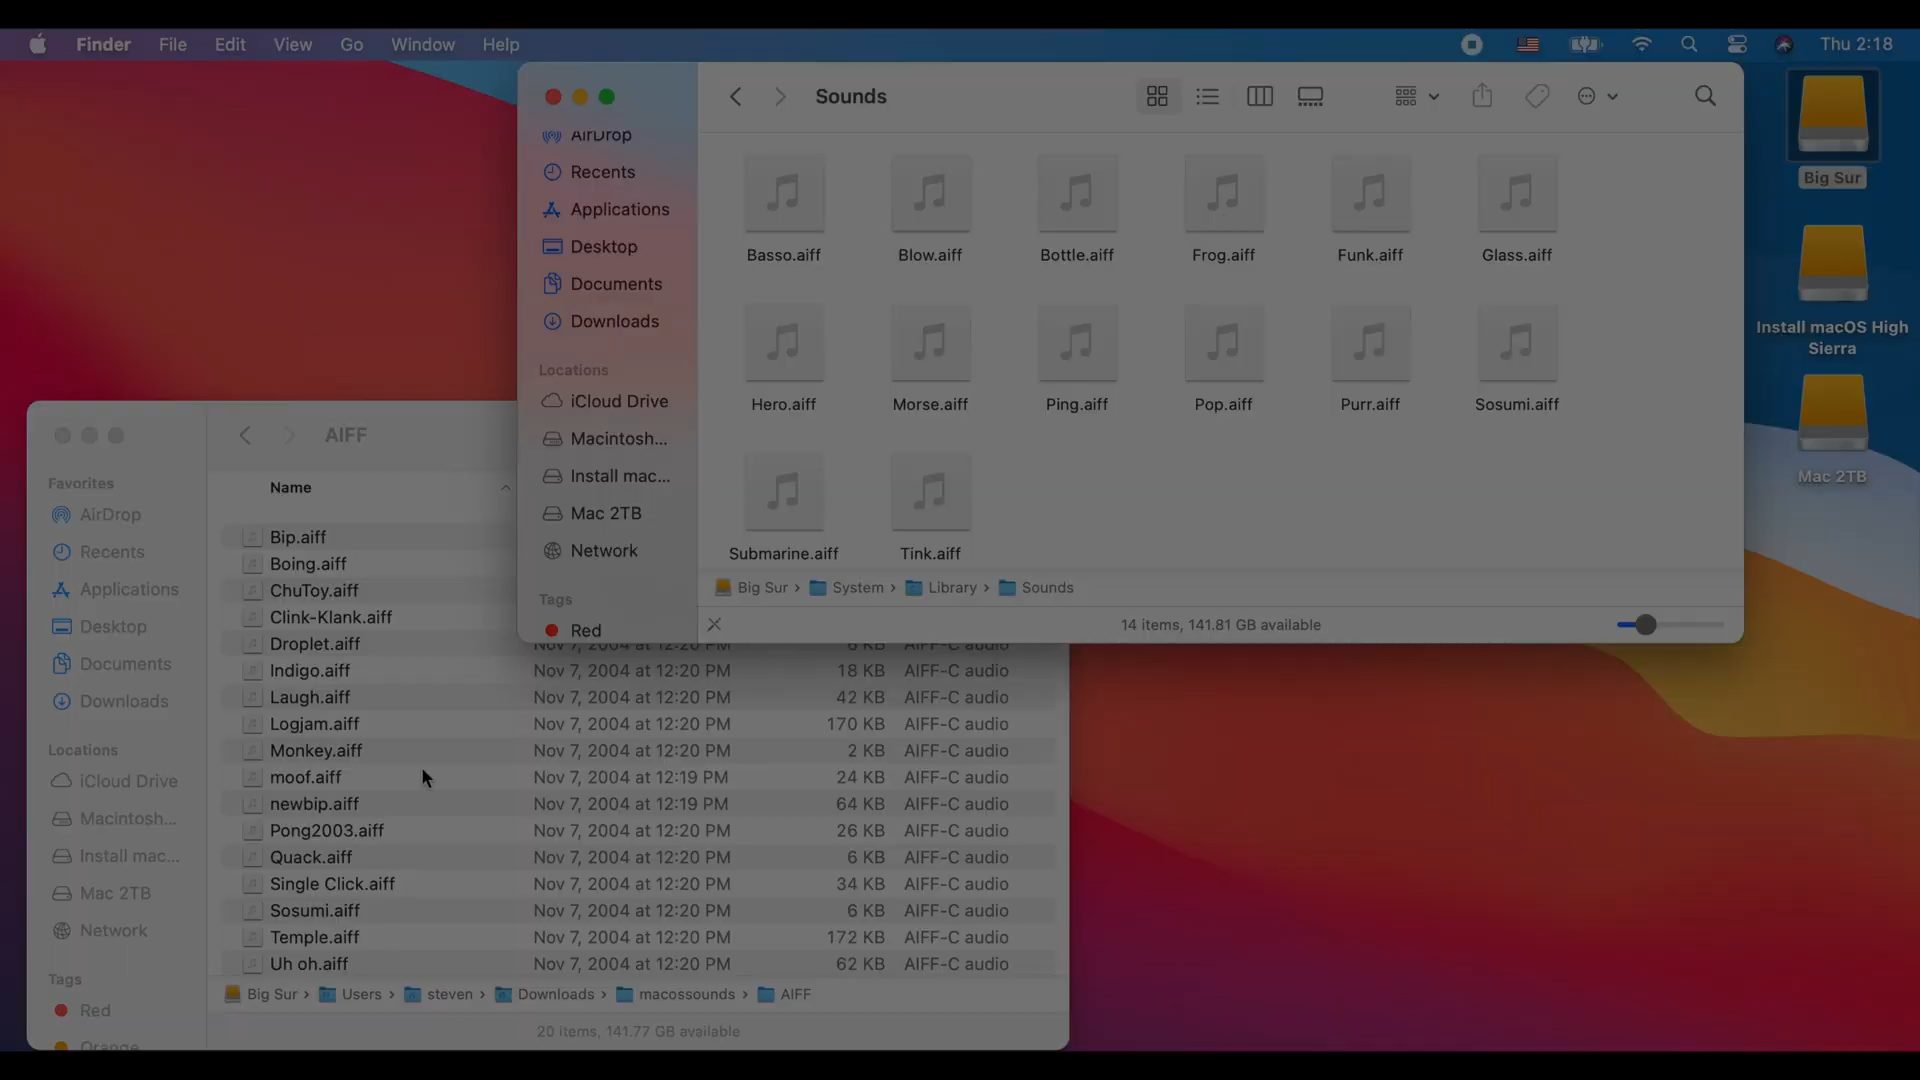 Finder File Edit View Go Window Help Thu 2:18
Sounds
AirDrop
Recents
Applications
Desktop
Documents
Downloads
Locations
iCloud Drive
Macintosh...
Install mac...
Mac 2TB
Network
Tags
Red
Basso.aiff Blow.aiff Bottle.aiff Frog.aiff Funk.aiff Glass.aiff
Hero.aiff Morse.aiff Ping.aiff Pop.aiff Purr.aiff Sosumi.aiff
Submarine.aiff Tink.aiff
Big Sur › System › Library › Sounds
14 items, 141.81 GB available
Big Sur
Install macOS High
Sierra
Mac 2TB
AIFF
Favorites
AirDrop
Recents
Applications
Desktop
Documents
Downloads
Locations
iCloud Drive
Macintosh...
Install mac...
Mac 2TB
Network
Tags
Red
Orange
Name
Bip.aiff
Boing.aiff
ChuToy.aiff
Clink-Klank.aiff
Droplet.aiff Nov 7, 2004 at 12:20 PM 6 KB AIFF-C audio
Indigo.aiff Nov 7, 2004 at 12:20 PM 18 KB AIFF-C audio
Laugh.aiff Nov 7, 2004 at 12:20 PM 42 KB AIFF-C audio
Logjam.aiff Nov 7, 2004 at 12:20 PM 170 KB AIFF-C audio
Monkey.aiff Nov 7, 2004 at 12:20 PM 2 KB AIFF-C audio
moof.aiff Nov 7, 2004 at 12:19 PM 24 KB AIFF-C audio
newbip.aiff Nov 7, 2004 at 12:19 PM 64 KB AIFF-C audio
Pong2003.aiff Nov 7, 2004 at 12:20 PM 26 KB AIFF-C audio
Quack.aiff Nov 7, 2004 at 12:20 PM 6 KB AIFF-C audio
Single Click.aiff Nov 7, 2004 at 12:20 PM 34 KB AIFF-C audio
Sosumi.aiff Nov 7, 2004 at 12:20 PM 6 KB AIFF-C audio
Temple.aiff Nov 7, 2004 at 12:20 PM 172 KB AIFF-C audio
Uh oh.aiff Nov 7, 2004 at 12:20 PM 62 KB AIFF-C audio
Big Sur › Users › steven › Downloads › macossounds › AIFF
20 items, 141.77 GB available